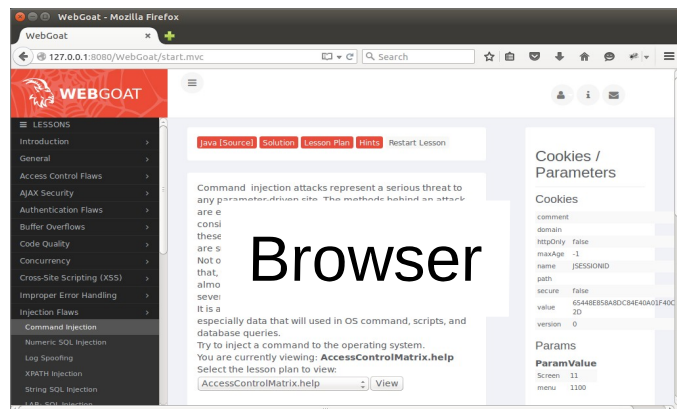 WebGoat - Mozilla Firefox
WebGoat
127.0.0.1:8080/WebGoat/start.mvc
Search
WEBGOAT
LESSONS
Introduction
General
Access Control Flaws
AJAX Security
Authentication Flaws
Buffer Overflows
Code Quality
Concurrency
Cross-Site Scripting (XSS)
Improper Error Handling
Injection Flaws
Command Injection
Numeric SQL Injection
Log Spoofing
XPATH Injection
String SQL Injection
LAB: SQL Injection
Java [Source] Solution Lesson Plan Hints Restart Lesson
Command injection attacks represent a serious threat to
any parameter-driven site. The methods behind an attack
are e
consi
these
are s
Not o
that,
almo
sever
It is a
especially data that will used in OS command, scripts, and
database queries.
Try to inject a command to the operating system.
You are currently viewing: AccessControlMatrix.help
Select the lesson plan to view:
AccessControlMatrix.help View
Browser
Cookies /
Parameters
Cookies
comment
domain
httpOnly false
maxAge -1
name JSESSIONID
path
secure false
value 65448E858A8DC84E40A01F40C
2D
version 0
Params
ParamValue
Screen 11
menu 1100